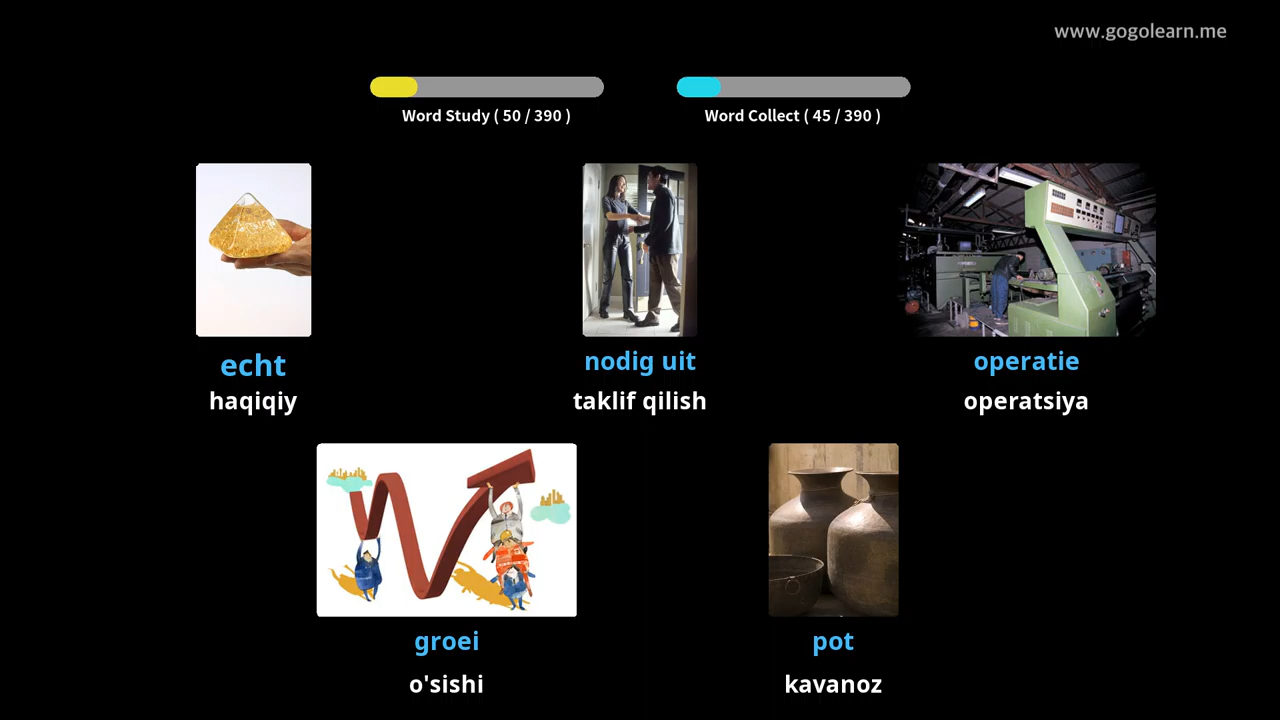 www.gogolearn.me
Word Study ( 50 / 390 )
Word Collect ( 45 / 390 )
echt
haqiqiy
nodig uit
taklif qilish
operatie
operatsiya
groei
o'sishi
pot
kavanoz